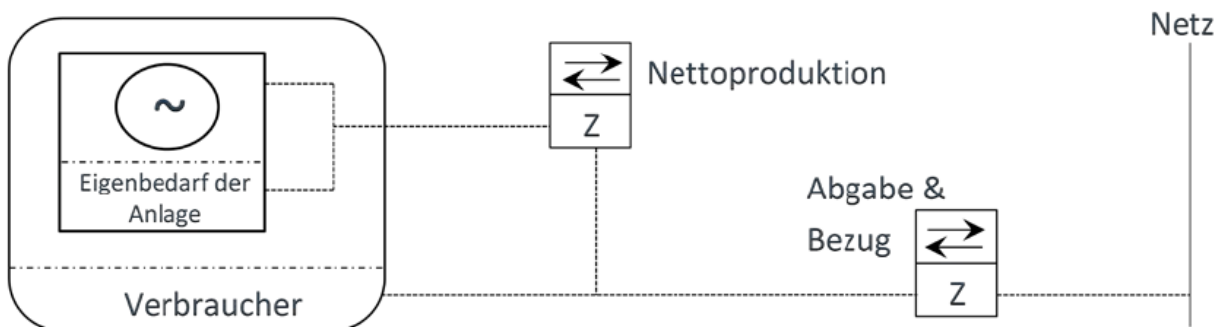 Netz
Nettoproduktion
Z
~
Eigenbedarf der
Anlage
Abgabe &
Bezug
Z
Verbraucher